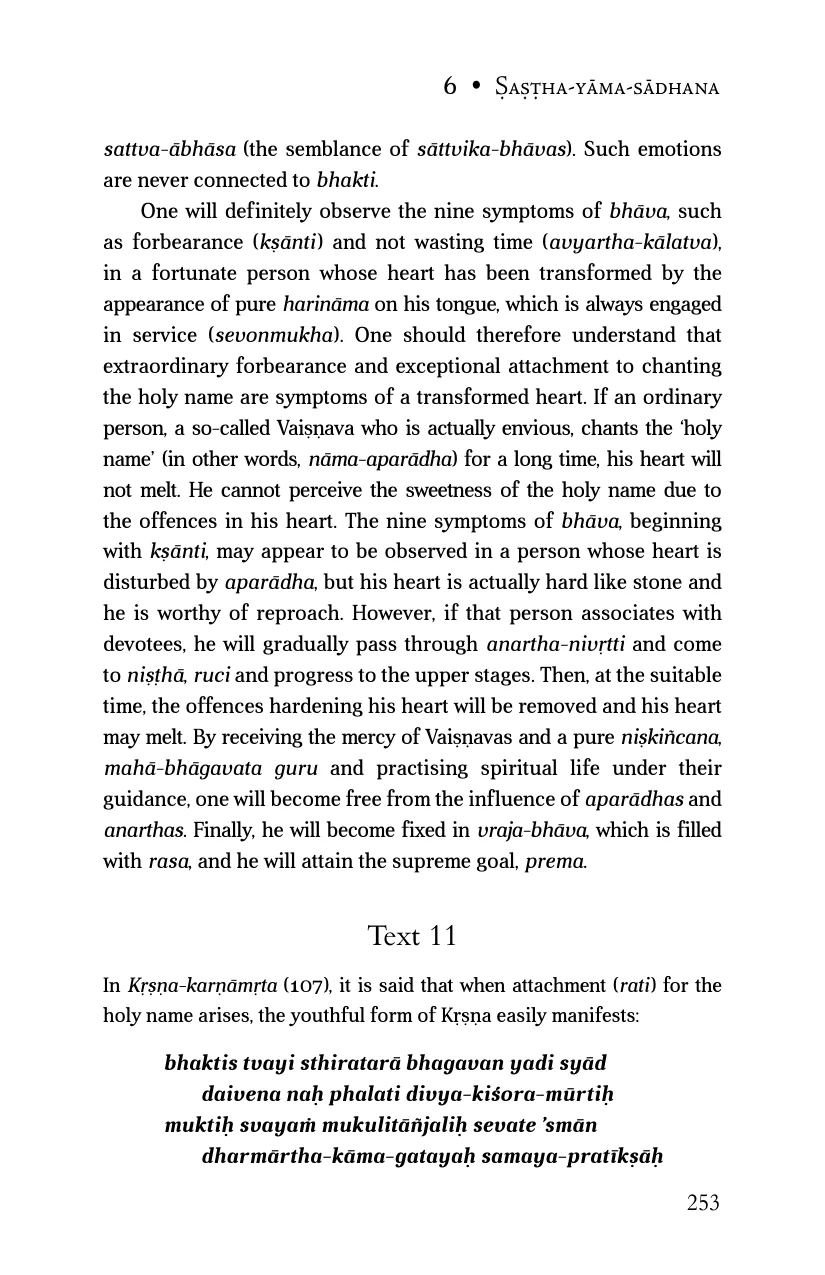 6 • Ṣaṣṭha-yāma-sādhana
sattva-ābhāsa (the semblance of sāttvika-bhāvas). Such emotions
are never connected to bhakti.
One will definitely observe the nine symptoms of bhāva, such
as forbearance (kṣānti) and not wasting time (avyartha-kālatva),
in a fortunate person whose heart has been transformed by the
appearance of pure harināma on his tongue, which is always engaged
in service (sevonmukha). One should therefore understand that
extraordinary forbearance and exceptional attachment to chanting
the holy name are symptoms of a transformed heart. If an ordinary
person, a so-called Vaiṣṇava who is actually envious, chants the ‘holy
name’ (in other words, nāma-aparādha) for a long time, his heart will
not melt. He cannot perceive the sweetness of the holy name due to
the offences in his heart. The nine symptoms of bhāva, beginning
with kṣānti, may appear to be observed in a person whose heart is
disturbed by aparādha, but his heart is actually hard like stone and
he is worthy of reproach. However, if that person associates with
devotees, he will gradually pass through anartha-nivṛtti and come
to niṣṭhā, ruci and progress to the upper stages. Then, at the suitable
time, the offences hardening his heart will be removed and his heart
may melt. By receiving the mercy of Vaiṣṇavas and a pure niṣkiñcana,
mahā-bhāgavata guru and practising spiritual life under their
guidance, one will become free from the influence of aparādhas and
anarthas. Finally, he will become fixed in vraja-bhāva, which is filled
with rasa, and he will attain the supreme goal, prema.
Text 11
In Kṛṣṇa-karṇāmṛta (107), it is said that when attachment (rati) for the
holy name arises, the youthful form of Kṛṣṇa easily manifests:
bhaktis tvayi sthiratarā bhagavan yadi syād
daivena naḥ phalati divya-kiśora-mūrtiḥ
muktiḥ svayaṁ mukulitāñjaliḥ sevate ’smān
dharmārtha-kāma-gatayaḥ samaya-pratīkṣāḥ
253